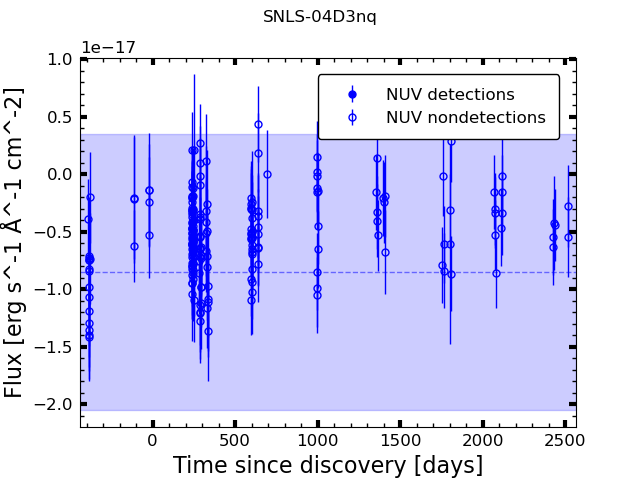 SNLS-04D3nq
1e−17
NUV detections
NUV nondetections
1.0
0.5
0.0
−0.5
−1.0
−1.5
−2.0
Flux [erg s^-1 Å^-1 cm^-2]
0 500 1000 1500 2000 2500
Time since discovery [days]